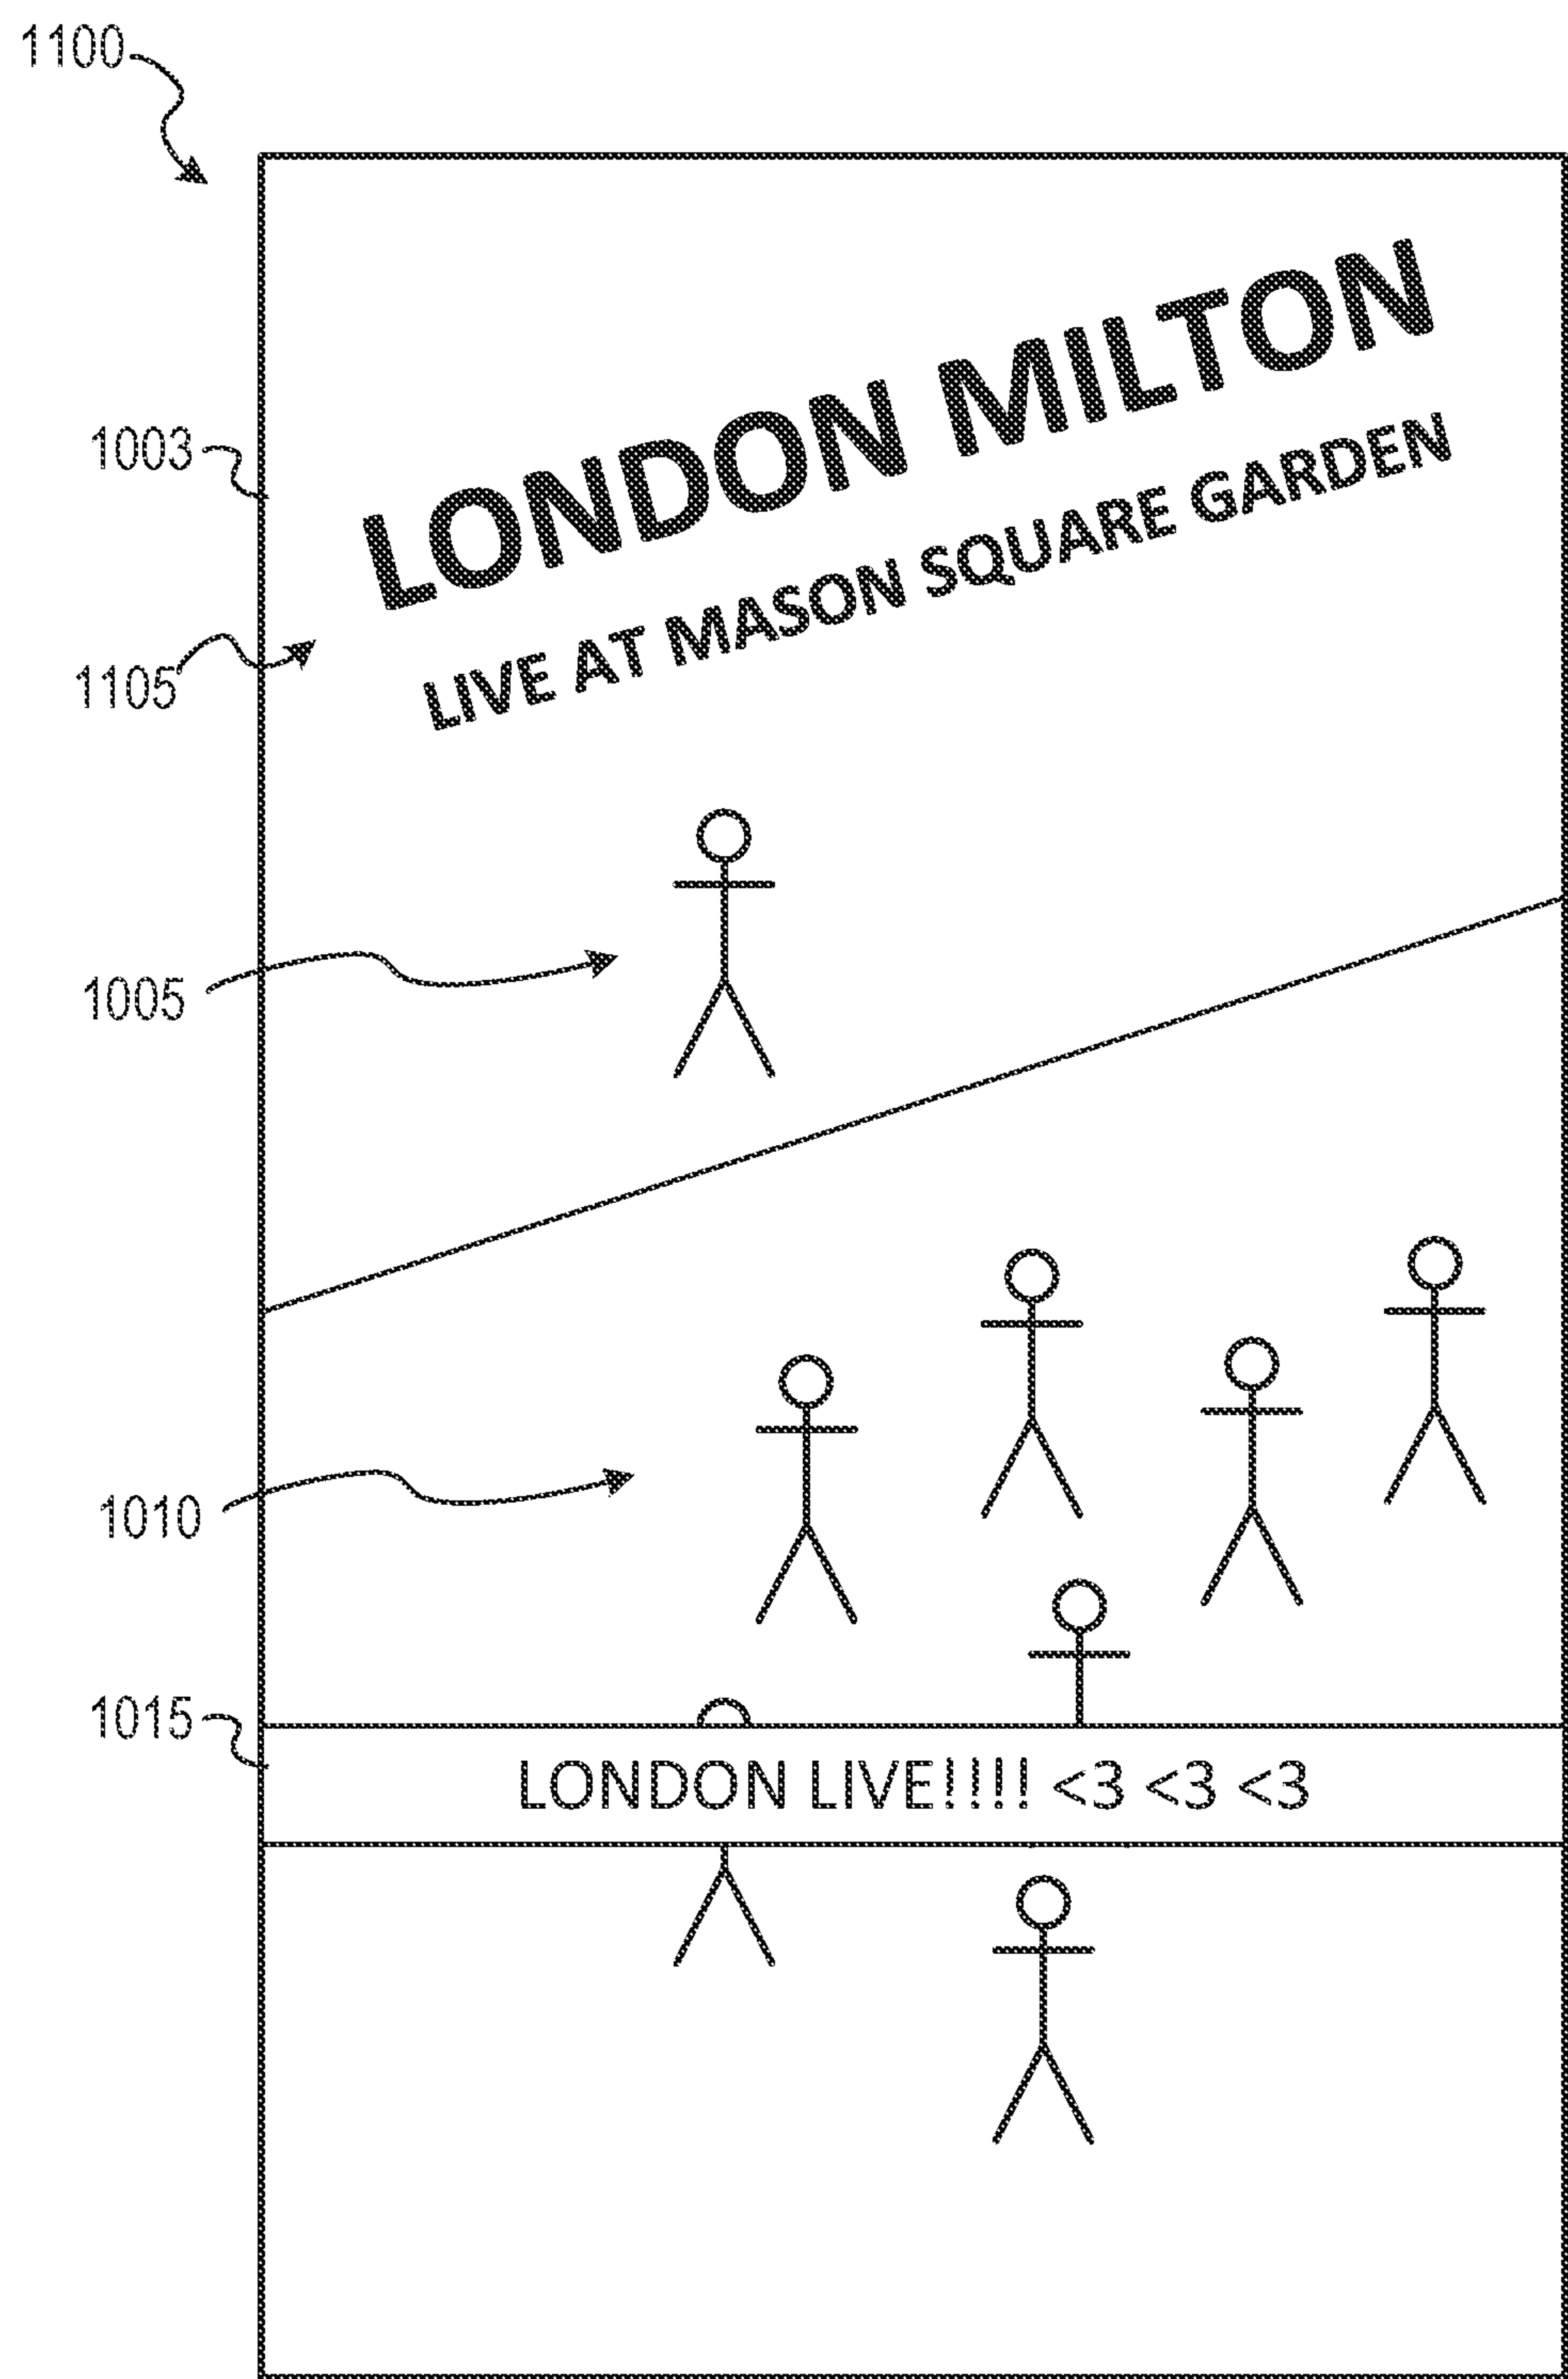 1100
LONDON MILTON
1003
LIVE AT MASON SQUARE GARDEN
1105
1005
1010
1015
LONDON LIVE!!!! <3 <3 <3